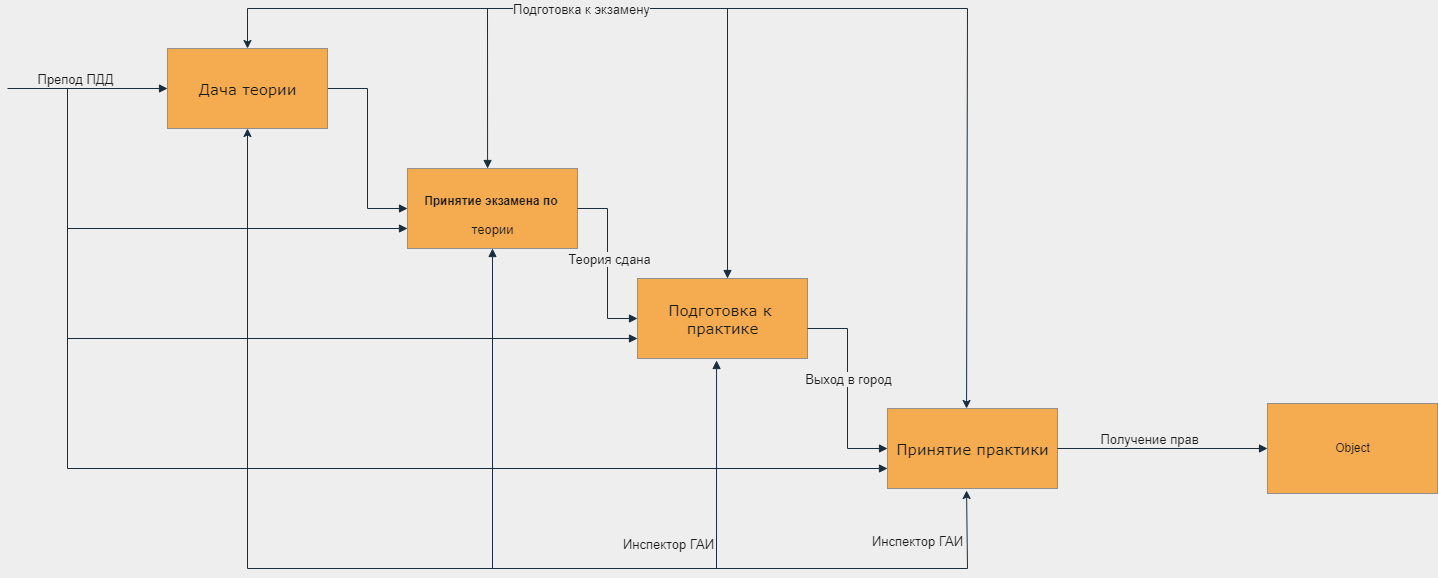 Подготовка к экзамену
Препод ПДД
Дача теории
Принятие экзамена по
теории
Теория сдана
Подготовка к
практике
Выход в город
Принятие практики
Получение прав
Object
Инспектор ГАИ
Инспектор ГАИ